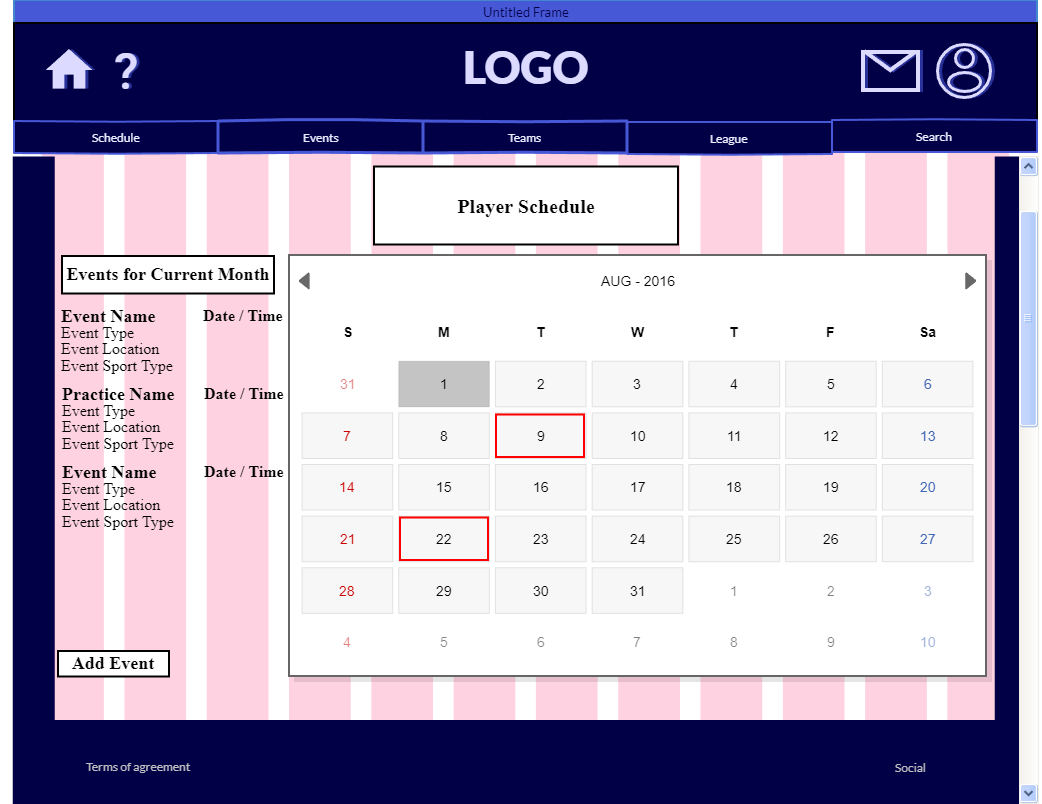 Untitled Frame
?
LOGO
Schedule Events Teams League Search
Player Schedule
Events for Current Month
Event Name Date / Time
Event Type
Event Location
Event Sport Type
Practice Name Date / Time
Event Type
Event Location
Event Sport Type
Event Name Date / Time
Event Type
Event Location
Event Sport Type
Add Event
AUG - 2016
S M T W T F Sa
31 1 2 3 4 5 6
7 8 9 10 11 12 13
14 15 16 17 18 19 20
21 22 23 24 25 26 27
28 29 30 31 1 2 3
4 5 6 7 8 9 10
Terms of agreement Social